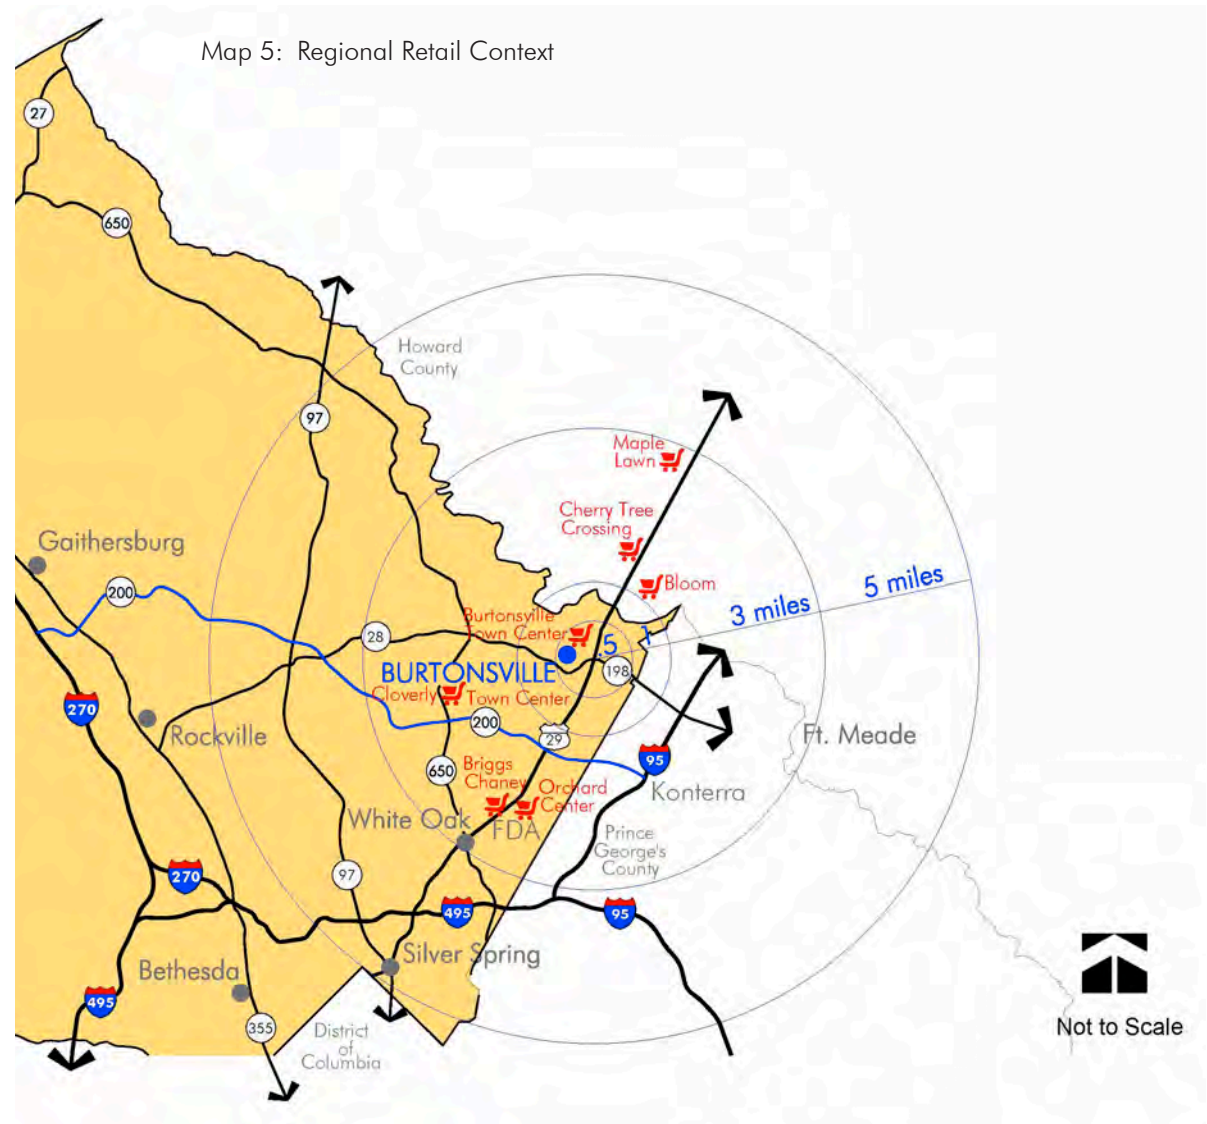 Map 5: Regional Retail Context
27
650
Howard
County
97
Maple
Lawn
Cherry Tree
Crossing
Gaithersburg
Bloom
5 miles
200
3 miles
Burtonsville
Town Center
28
.5
1
BURTONSVILLE
198
Cloverly
Town Center
270
200
Rockville
29
Ft. Meade
95
650
Briggs
Chaney
Orchard
Center
Konterra
White Oak
FDA
Prince
George's
County
270
97
495
95
Silver Spring
Bethesda
495
355
District
of
Columbia
Not to Scale